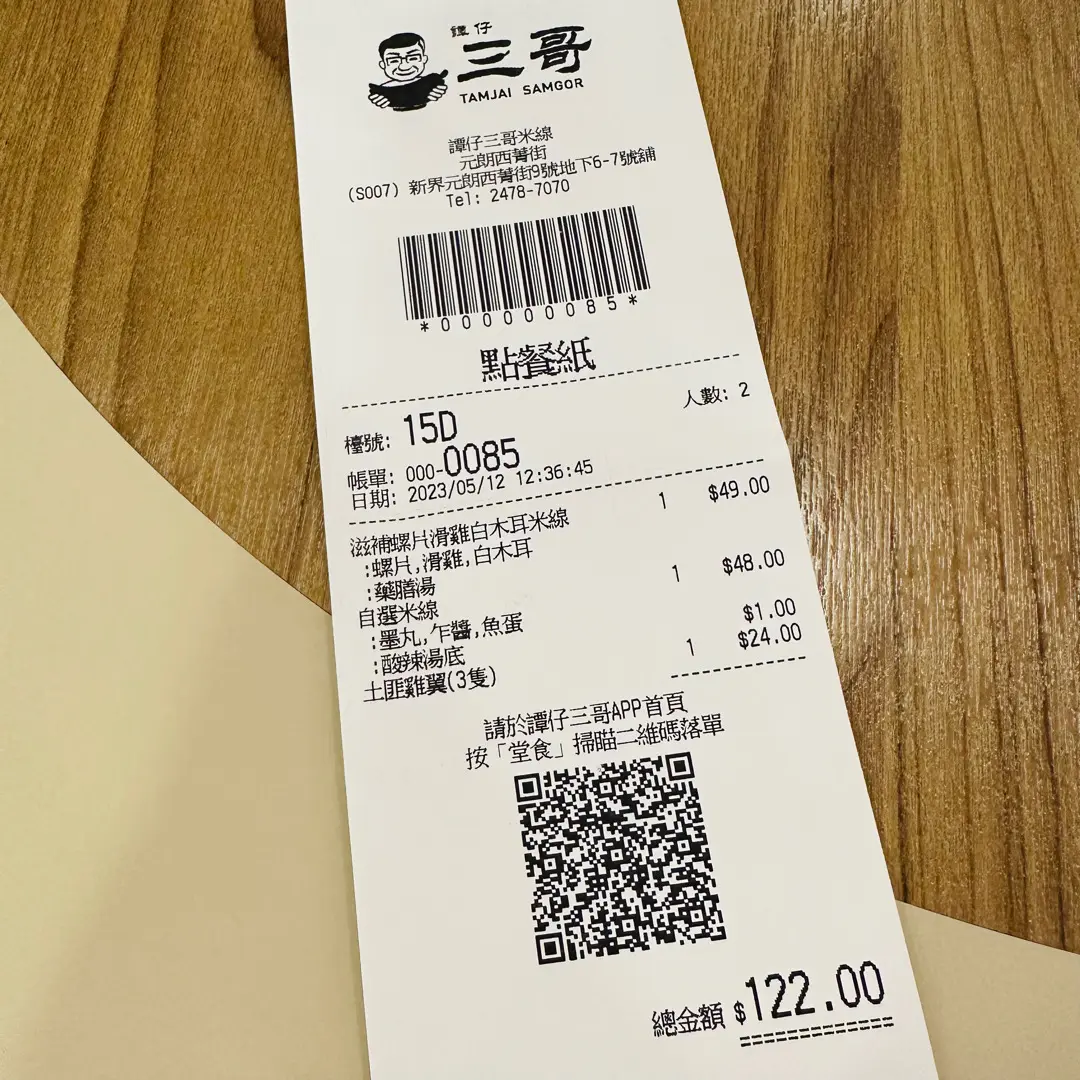 譚仔
三哥
TAMJAI SAMGOR
譚仔三哥米線
元朗西菁街
(S007) 新界元朗西菁街9號地下6-7號舖
Tel: 2478-7070
*000000085*
點餐紙
檯號: 15D 人數: 2
帳單: 000-0085
日期: 2023/05/12 12:36:45
滋補螺片滑雞白木耳米線 1 $49.00
:螺片,滑雞,白木耳
:藥膳湯
自選米線 1 $48.00
:墨丸,乍醬,魚蛋
:酸辣湯底 $1.00
土匪雞翼(3隻) 1 $24.00
請於譚仔三哥APP首頁
按「堂食」掃瞄二維碼落單
總金額 $122.00